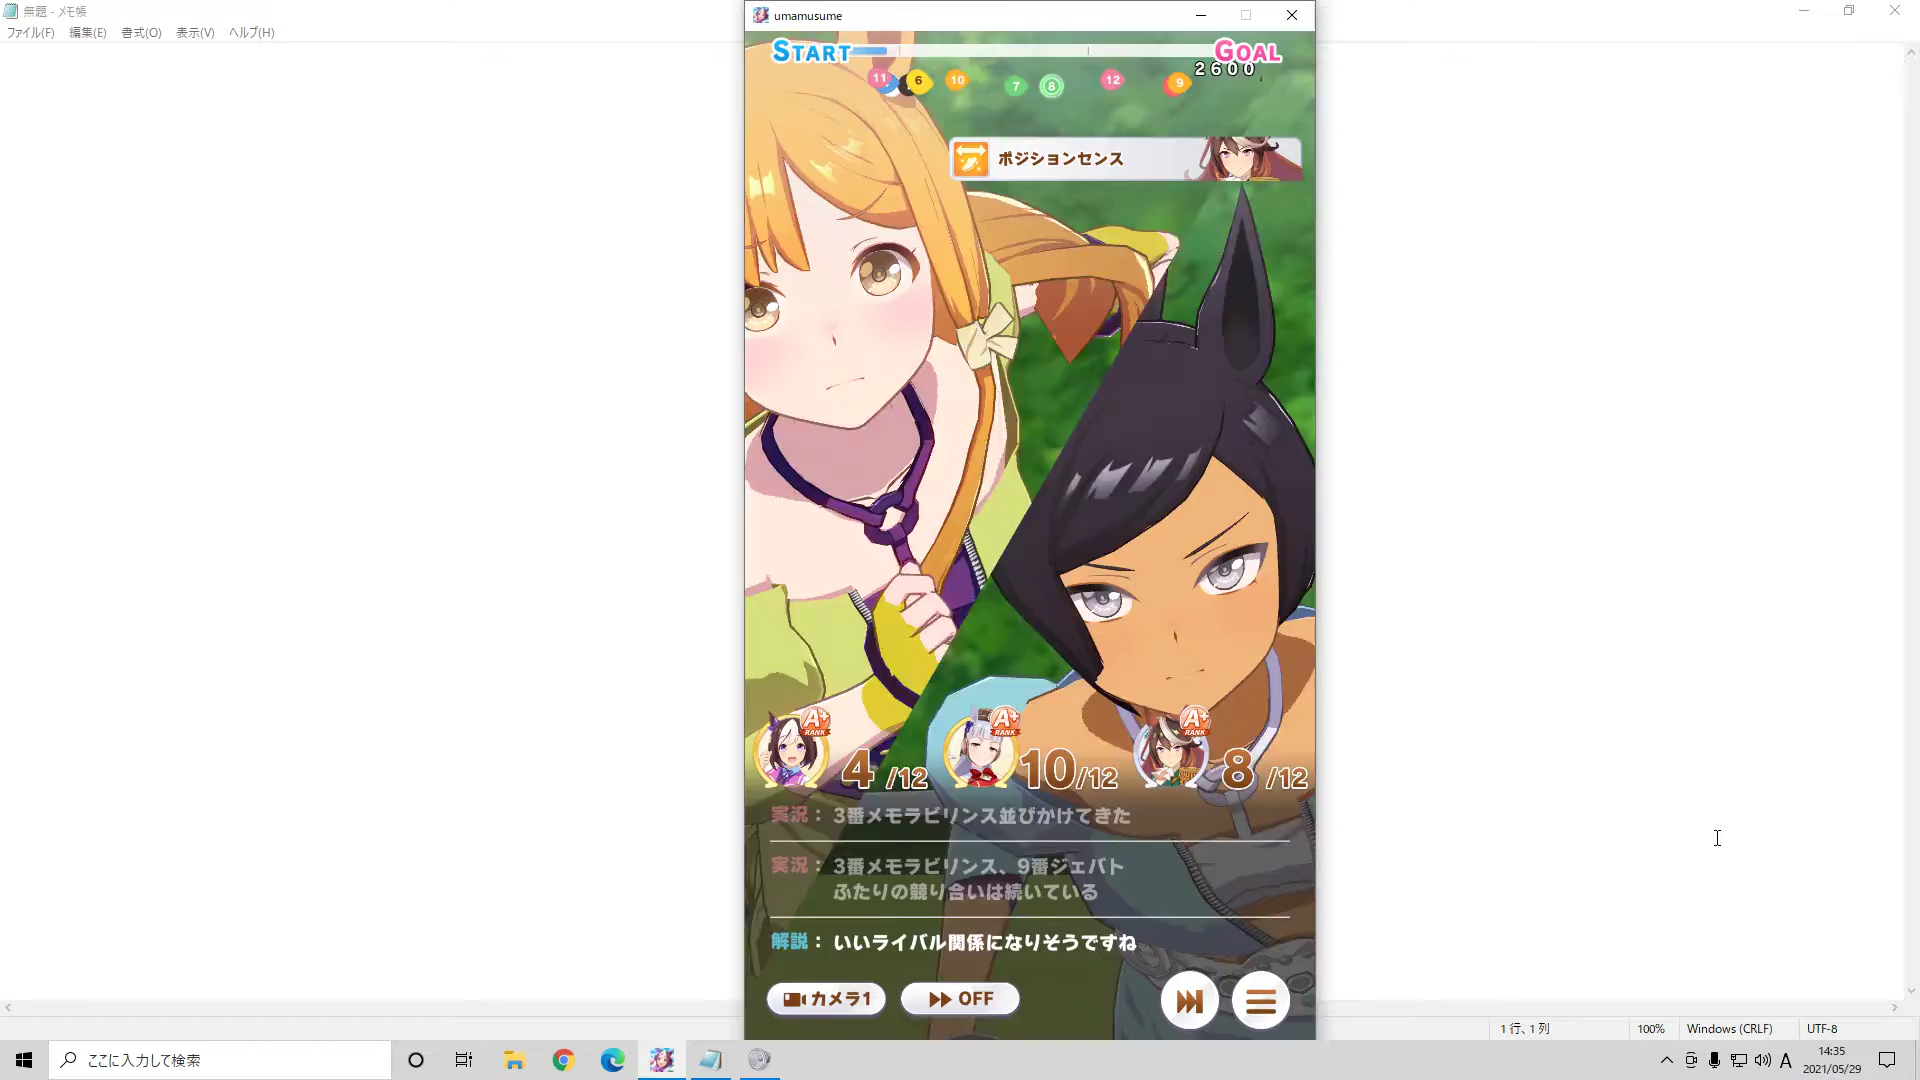 無題 - メモ帳
ファイル(F) 編集(E) 書式(O) 表示(V) ヘルプ(H)
umamusume
START GOAL
2600
11 6 10 7 8 12 9
ポジションセンス
A+ RANK 4/12 A+ RANK 10/12 A+ RANK 8/12
実況： 3番メモラビリンス並びかけてきた
実況： 3番メモラビリンス、9番ジェバト
ふたりの競り合いは続いている
解説： いいライバル関係になりそうですね
カメラ1 OFF
1 行、1 列 100% Windows (CRLF) UTF-8
ここに入力して検索
A 14:35
2021/05/29